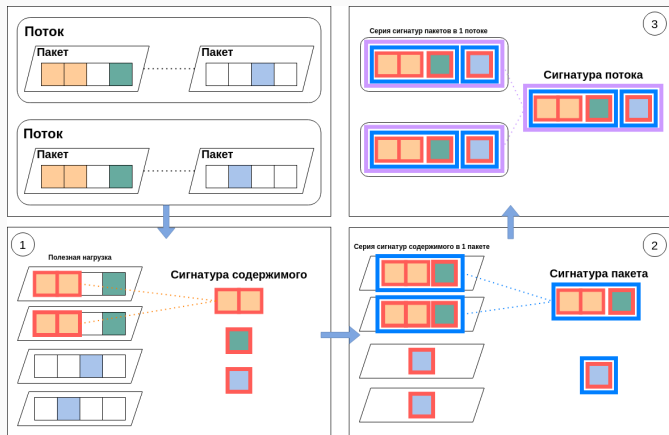 Поток
Пакет
Пакет
Поток
Пакет
Пакет
3
Серия сигнатур пакетов в 1 потоке
Сигнатура потока
1
Полезная нагрузка
Сигнатура содержимого
2
Серия сигнатур содержимого в 1 пакете
Сигнатура пакета